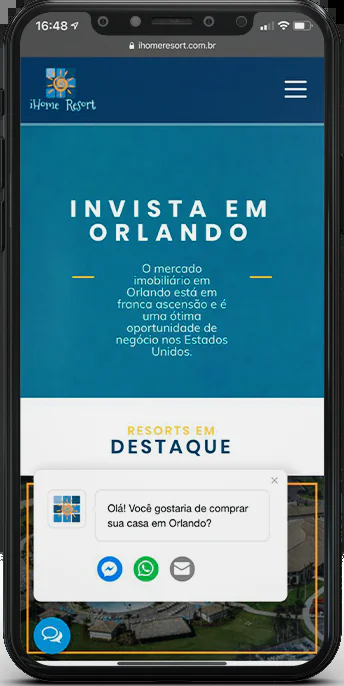 16:48
ihomeresort.com.br
iHome Resort
INVISTA EM
ORLANDO
O mercado
imobiliário em
Orlando está em
franca ascensão e é
uma ótima
oportunidade de
negócio nos Estados
Unidos.
RESORTS EM
DESTAQUE
Olá! Você gostaria de comprar
sua casa em Orlando?